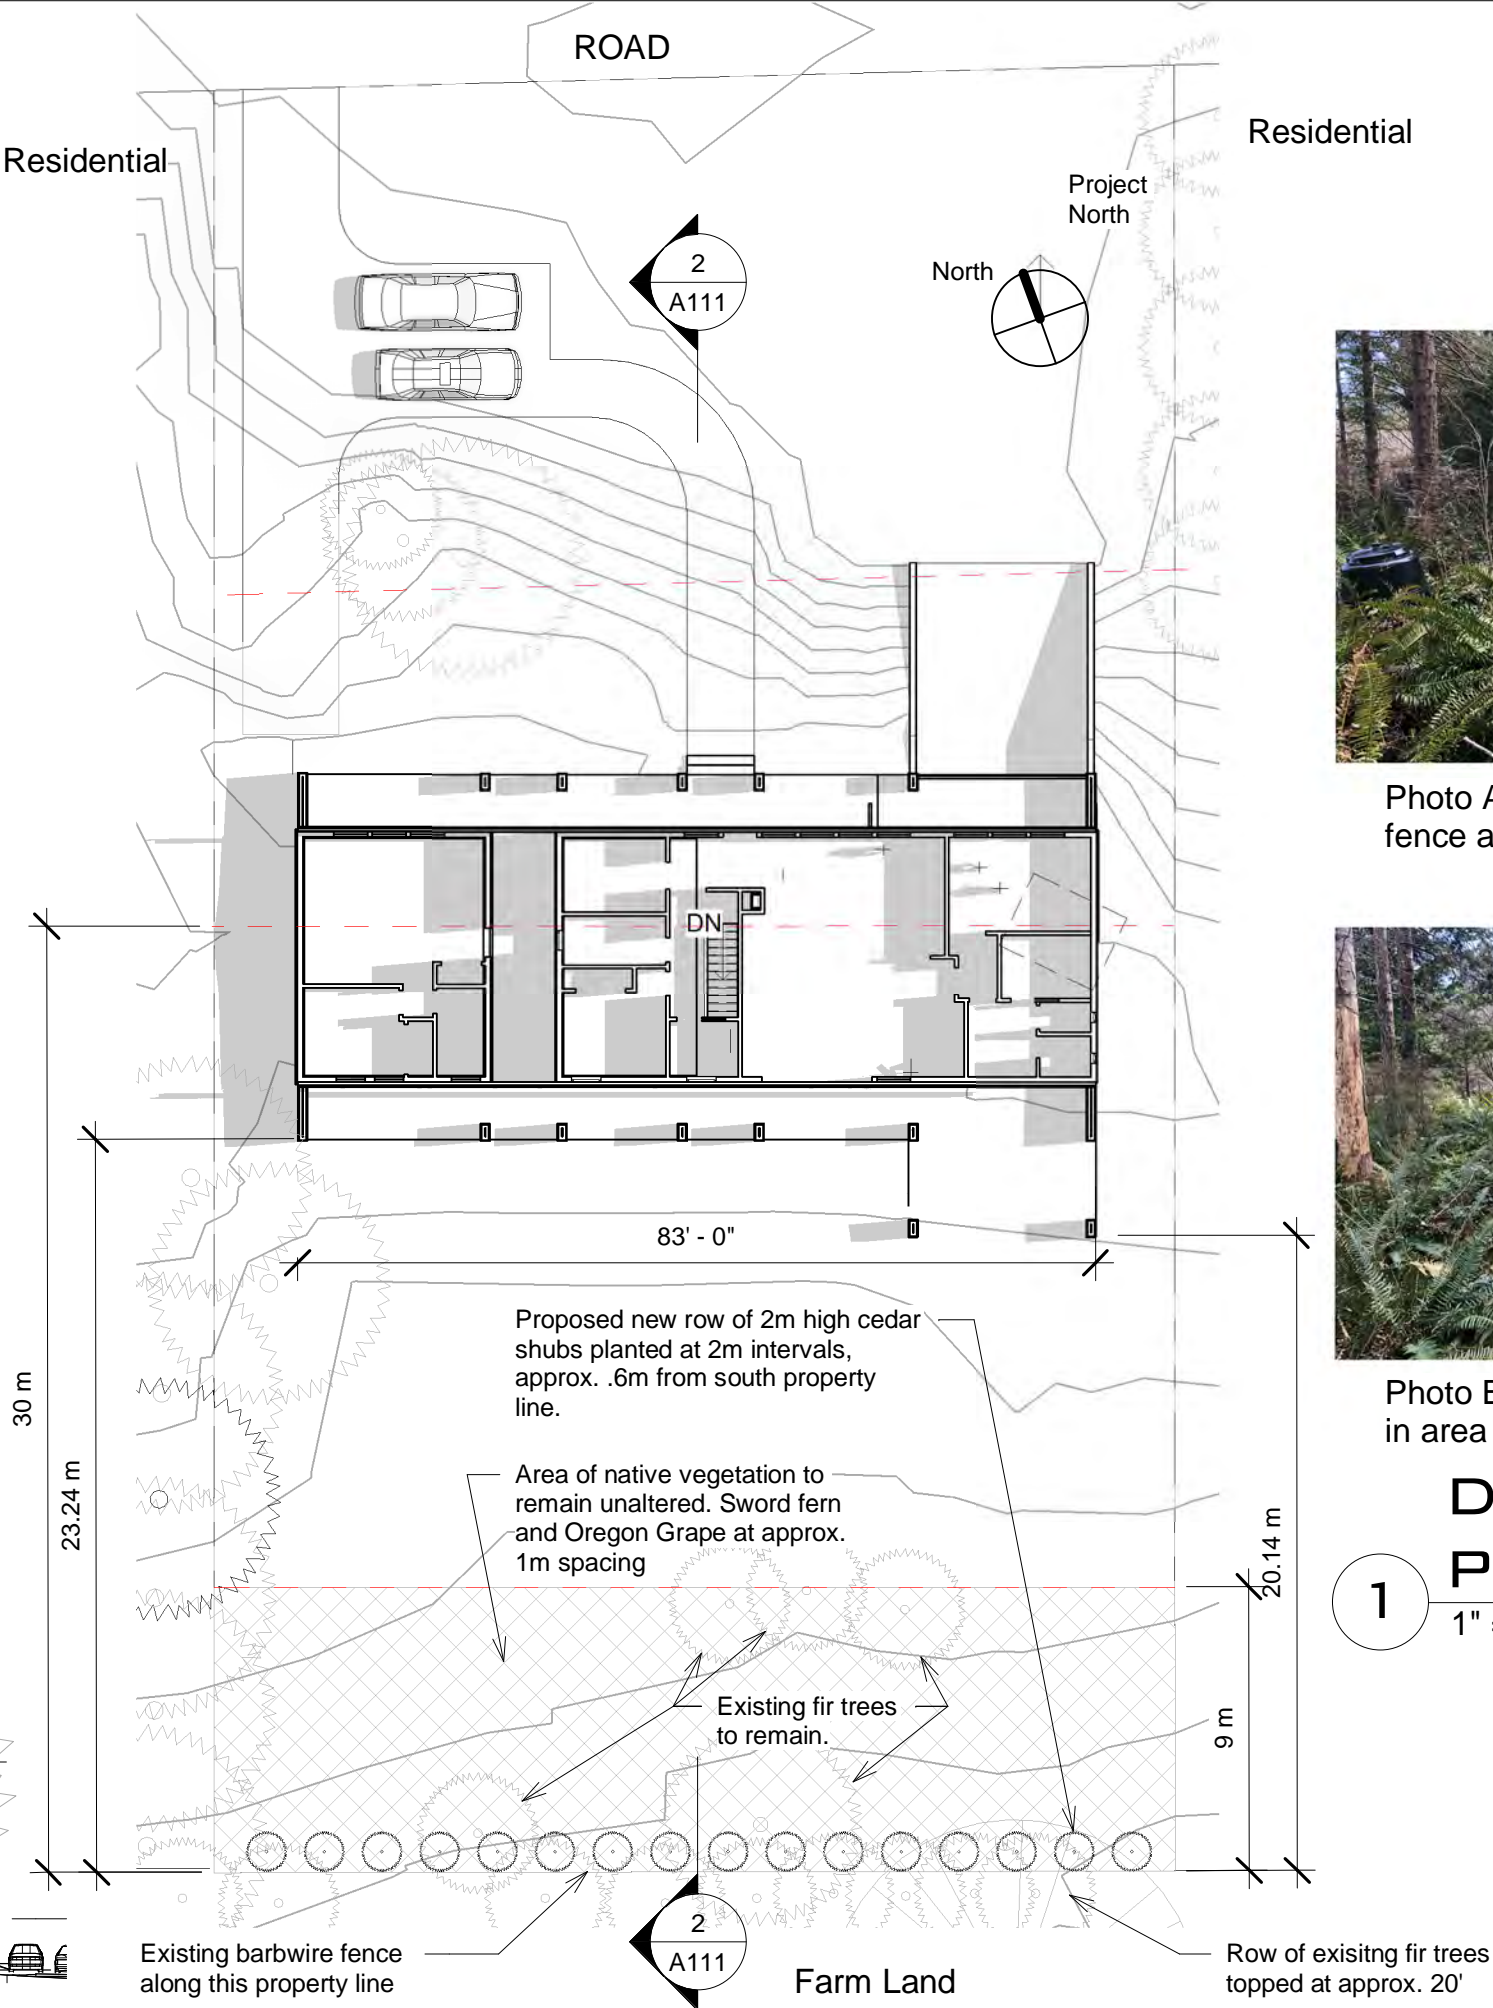 ROAD
Residential
Residential
Project
North
North
2
A111
Photo
fence
DN
83' - 0"
30 m
23.24 m
Proposed new row of 2m high cedar
shubs planted at 2m intervals,
approx. .6m from south property
line.
Area of native vegetation to
remain unaltered. Sword fern
and Oregon Grape at approx.
1m spacing
Photo
in area
1
1"
20.14 m
9 m
Existing fir trees
to remain.
2
A111
Existing barbwire fence
along this property line
Farm Land
Row of exisitng fir trees
topped at approx. 20'